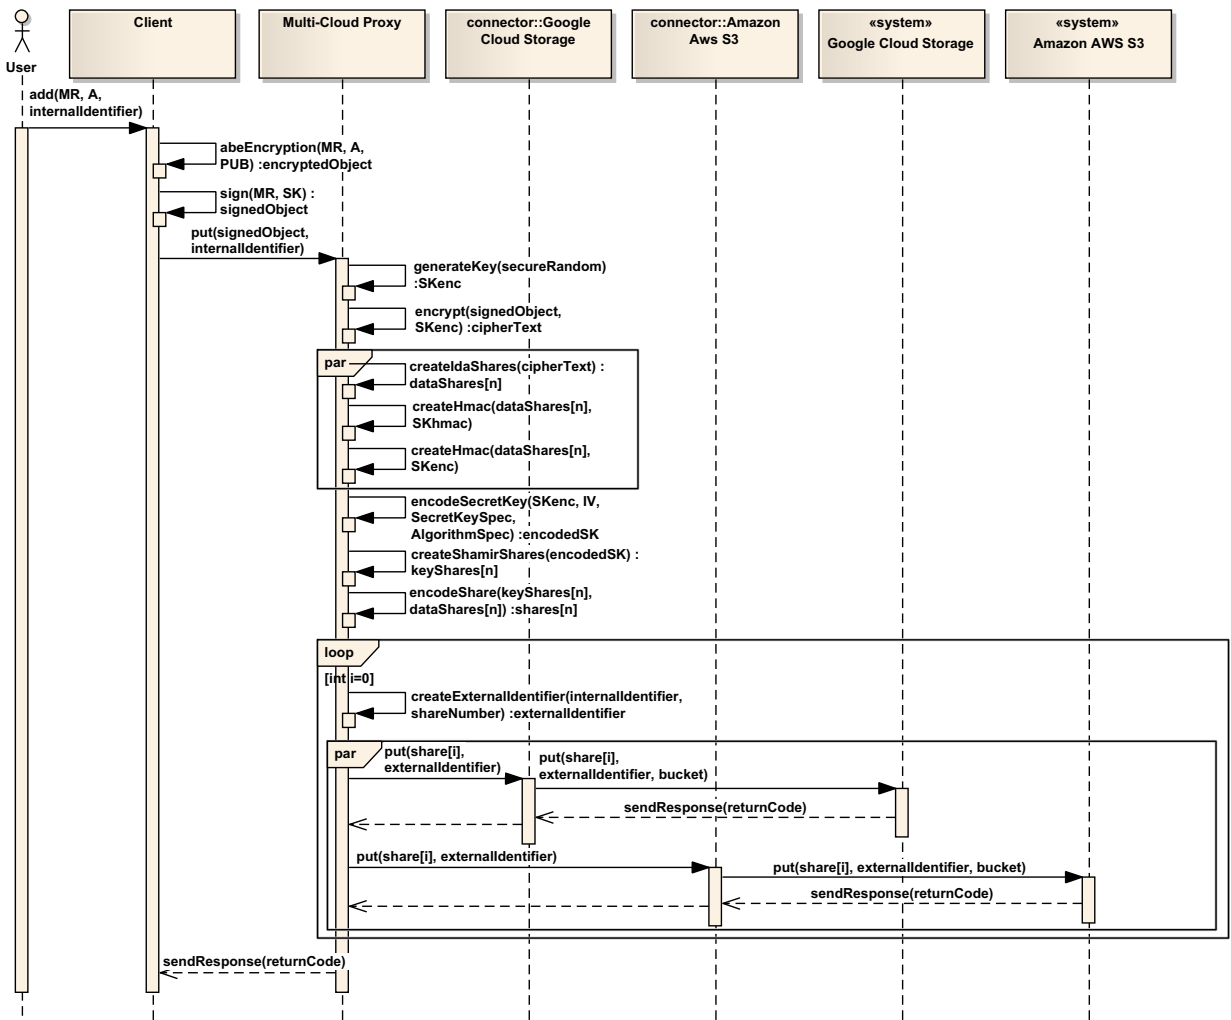 Client
Multi-Cloud Proxy
connector::Google
Cloud Storage
connector::Amazon
Aws S3
«system»
Google Cloud Storage
«system»
Amazon AWS S3
User
add(MR, A,
internalIdentifier)
abeEncryption(MR, A,
PUB) :encryptedObject
sign(MR, SK) :
signedObject
put(signedObject,
internalIdentifier)
generateKey(secureRandom)
:SKenc
encrypt(signedObject,
SKenc) :cipherText
par
createIdaShares(cipherText) :
dataShares[n]
createHmac(dataShares[n],
SKhmac)
createHmac(dataShares[n],
SKenc)
encodeSecretKey(SKenc, IV,
SecretKeySpec,
AlgorithmSpec) :encodedSK
createShamirShares(encodedSK) :
keyShares[n]
encodeShare(keyShares[n],
dataShares[n]) :shares[n]
loop
[int i=0]
createExternalIdentifier(internalIdentifier,
shareNumber) :externalIdentifier
par
put(share[i],
externalIdentifier)
put(share[i],
externalIdentifier, bucket)
sendResponse(returnCode)
put(share[i], externalIdentifier)
put(share[i], externalIdentifier, bucket)
sendResponse(returnCode)
sendResponse(returnCode)